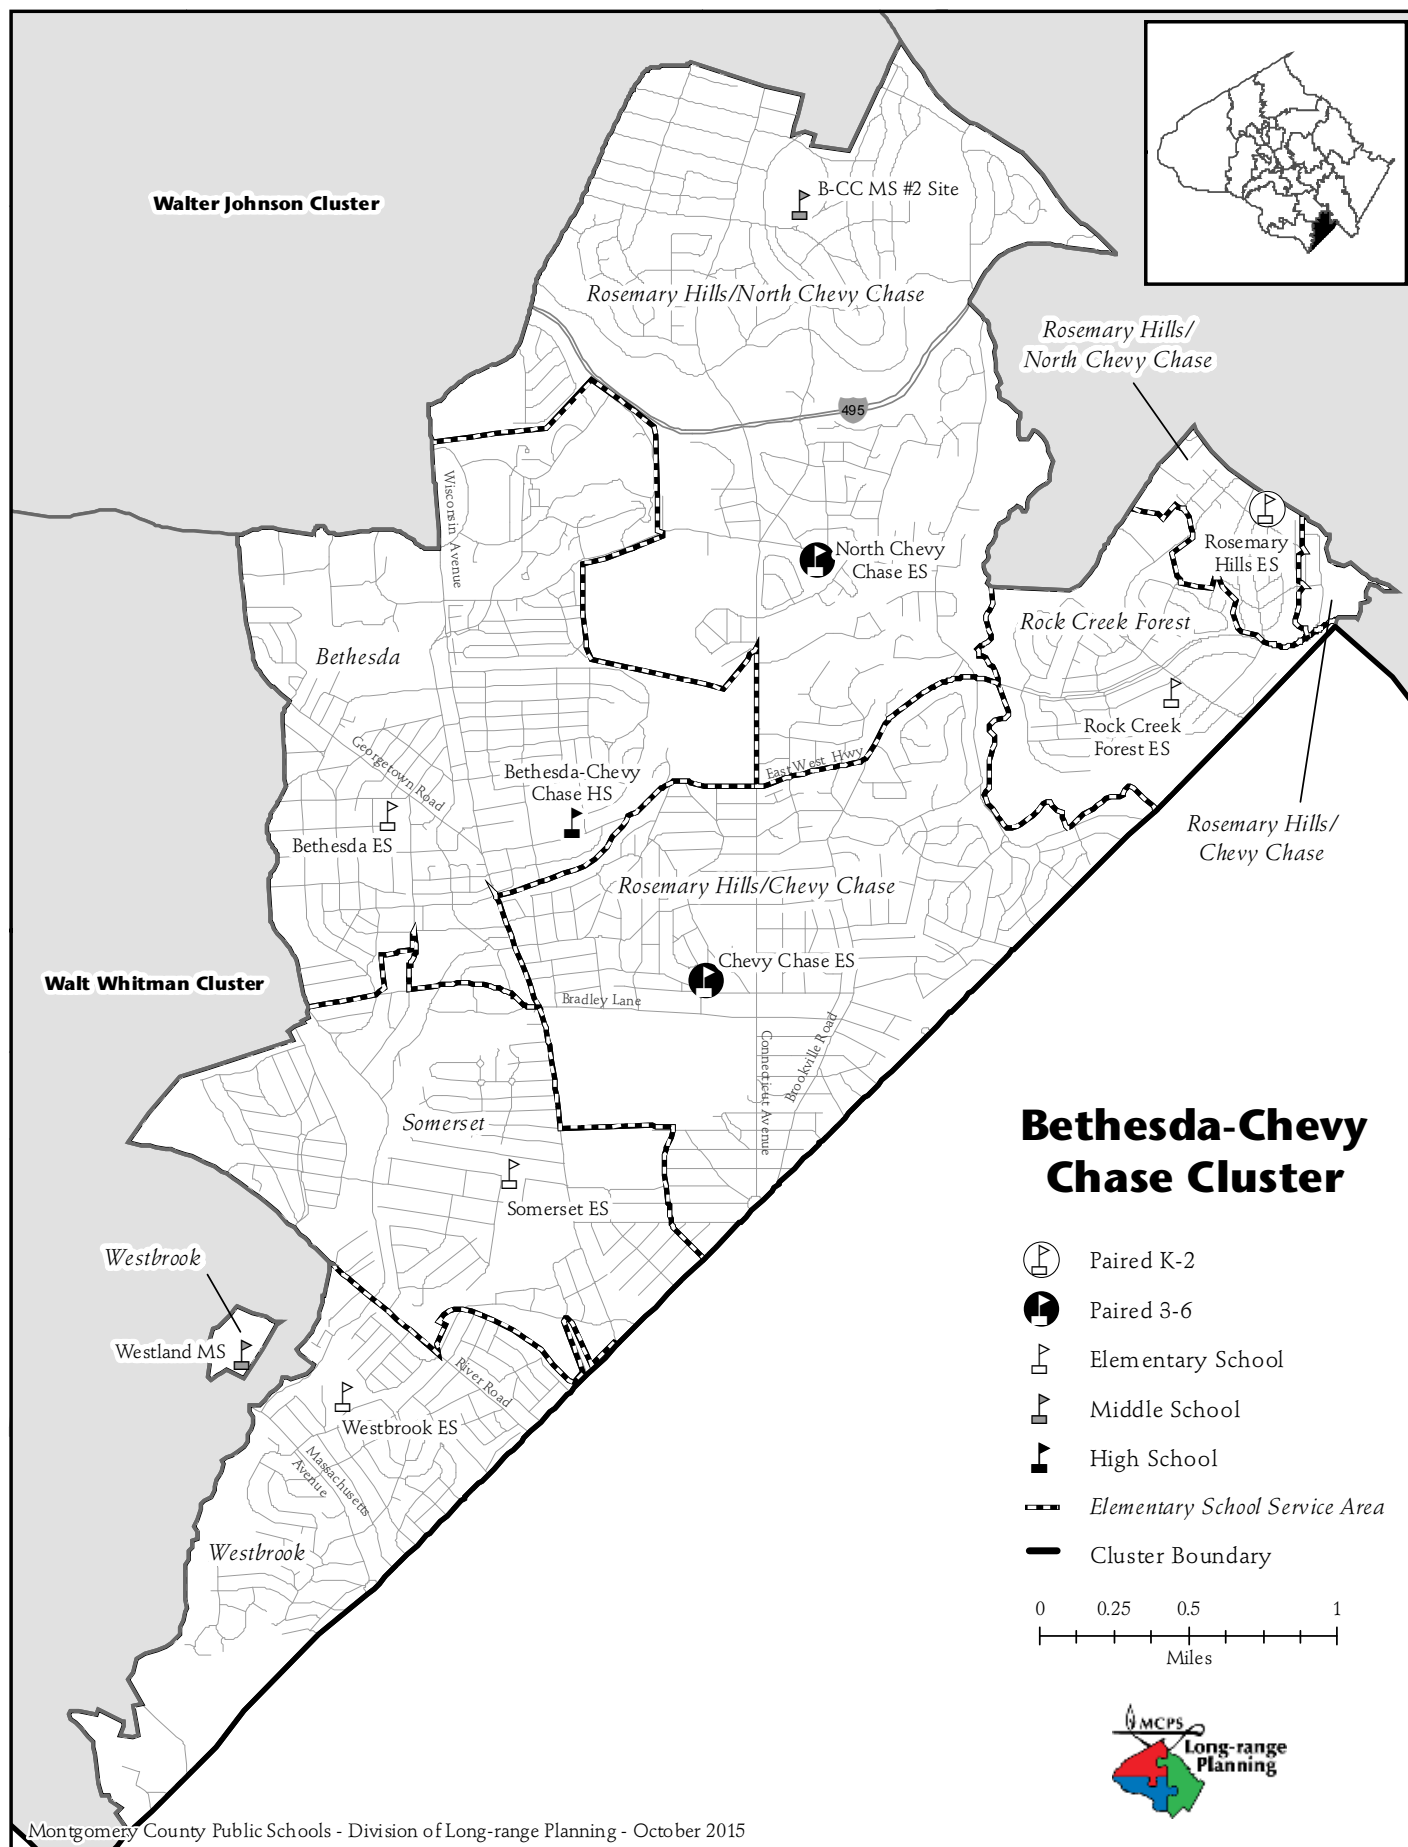 Walter Johnson Cluster
B-CC MS #2 Site
Rosemary Hills/North Chevy Chase
Rosemary Hills/
North Chevy Chase
495
Wisconsin Avenue
North Chevy
Chase ES
Rosemary
Hills ES
Rock Creek Forest
Bethesda
Rock Creek
Forest ES
Georgetown Road
East West Hwy
Bethesda-Chevy
Chase HS
Bethesda ES
Rosemary Hills/
Chevy Chase
Rosemary Hills/Chevy Chase
Chevy Chase ES
Walt Whitman Cluster
Bradley Lane
Connecticut Avenue
Brookville Road
Somerset
Somerset ES
Bethesda-Chevy
Chase Cluster
Westbrook
Westland MS
River Road
Westbrook ES
Massachusetts
Avenue
Westbrook
Paired K-2
Paired 3-6
Elementary School
Middle School
High School
Elementary School Service Area
Cluster Boundary
0 0.25 0.5 1
Miles
MCPS
Long-range
Planning
Montgomery County Public Schools - Division of Long-range Planning - October 2015